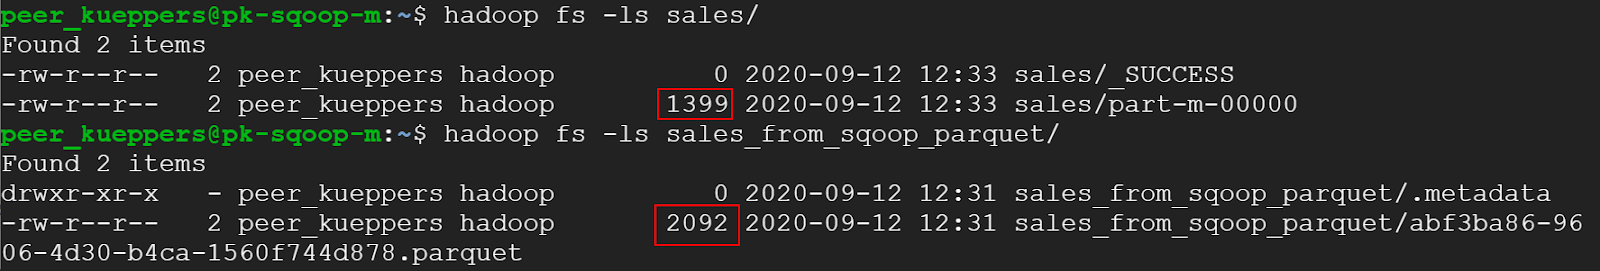 peer_kueppers@pk-sqoop-m:~$ hadoop fs -ls sales/
Found 2 items
-rw-r--r--   2 peer_kueppers hadoop          0 2020-09-12 12:33 sales/_SUCCESS
-rw-r--r--   2 peer_kueppers hadoop       1399 2020-09-12 12:33 sales/part-m-00000
peer_kueppers@pk-sqoop-m:~$ hadoop fs -ls sales_from_sqoop_parquet/
Found 2 items
drwxr-xr-x   - peer_kueppers hadoop          0 2020-09-12 12:31 sales_from_sqoop_parquet/.metadata
-rw-r--r--   2 peer_kueppers hadoop       2092 2020-09-12 12:31 sales_from_sqoop_parquet/abf3ba86-96
06-4d30-b4ca-1560f744d878.parquet